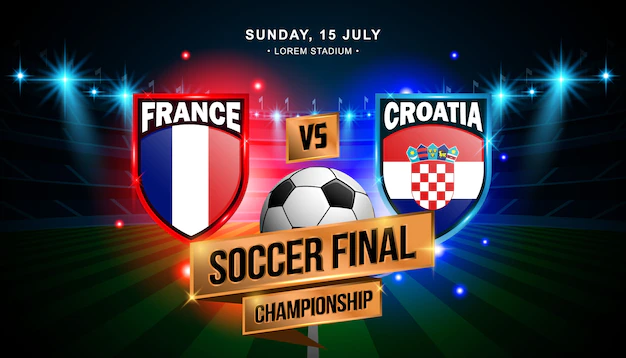 SUNDAY, 15 JULY
• LOREM STADIUM •
FRANCE
VS
CROATIA
SOCCER FINAL
CHAMPIONSHIP